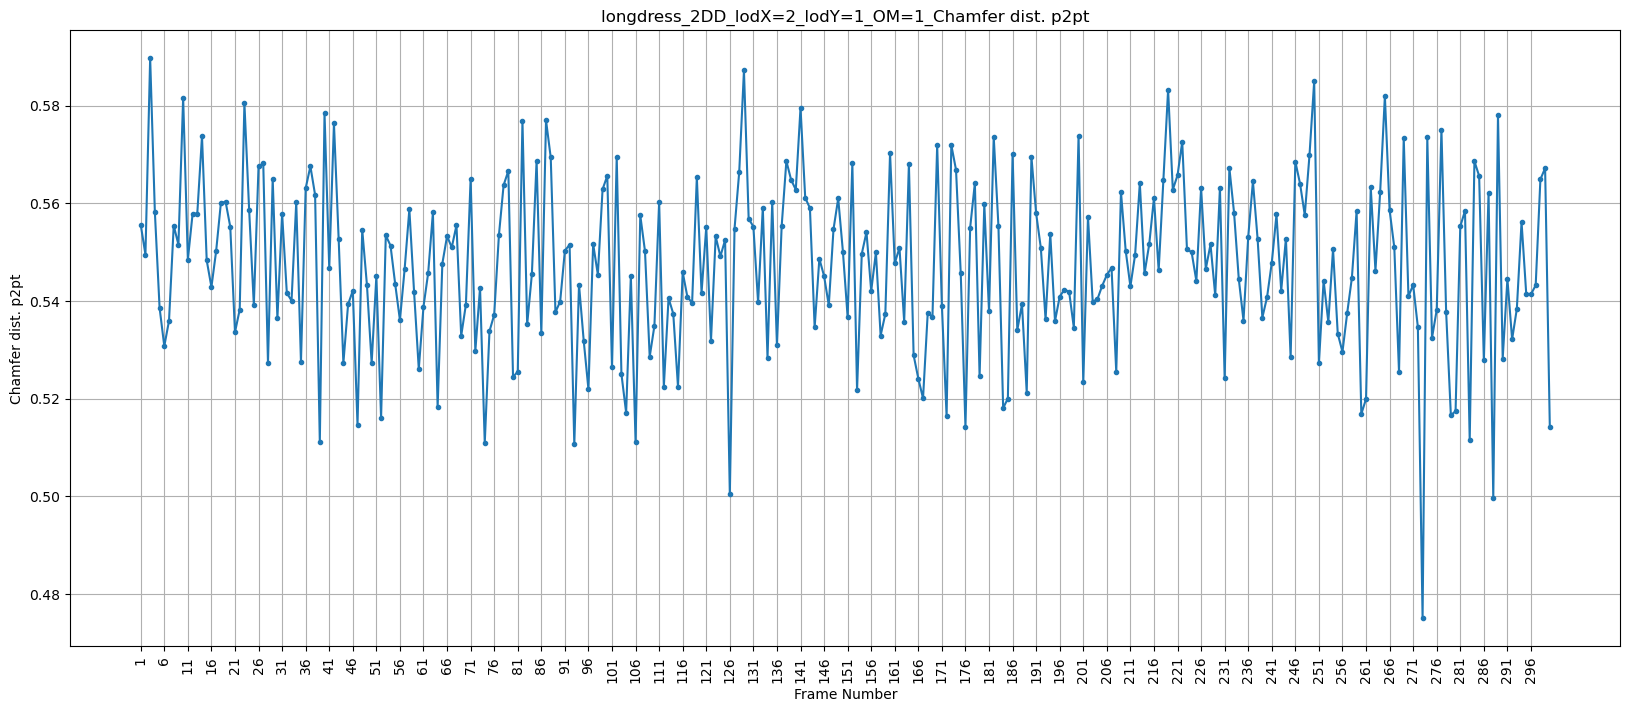 longdress_2DD_lodX=2_lodY=1_OM=1_Chamfer dist. p2pt
Chamfer dist. p2pt
0.58
0.56
0.54
0.52
0.50
0.48
1 6 11 16 21 26 31 36 41 46 51 56 61 66 71 76 81 86 91 96 101 106 111 116 121 126 131 136 141 146 151 156 161 166 171 176 181 186 191 196 201 206 211 216 221 226 231 236 241 246 251 256 261 266 271 276 281 286 291 296
Frame Number